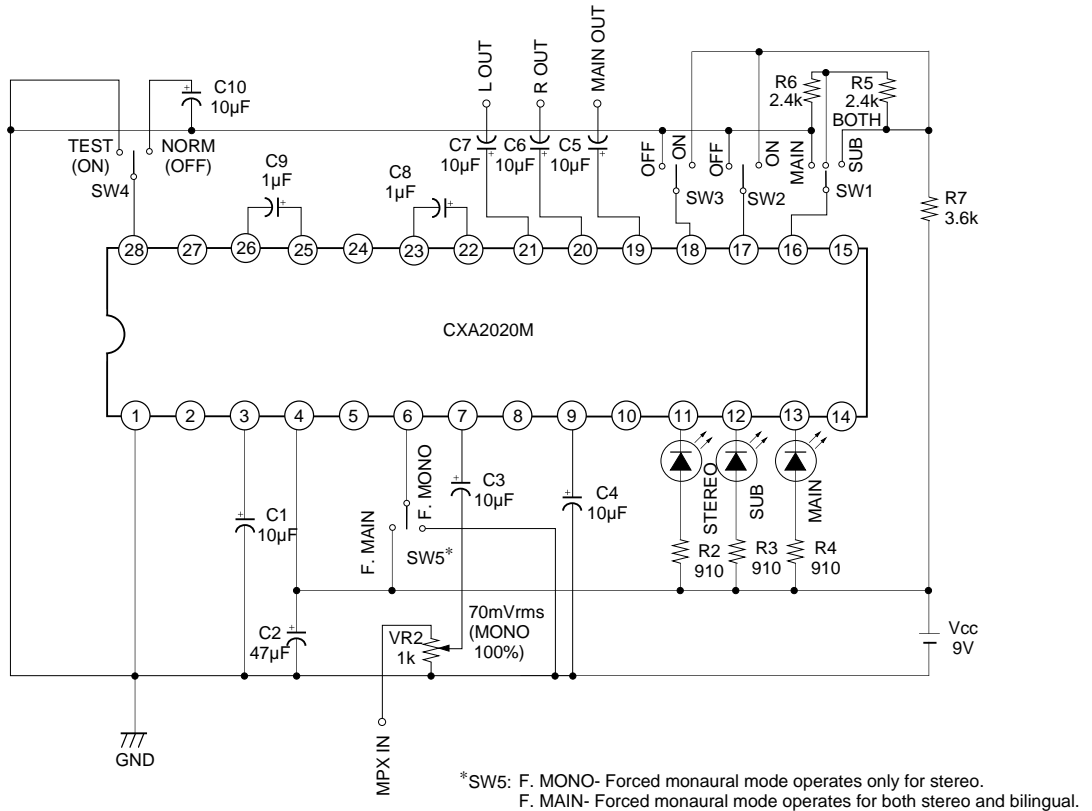 L OUT
R OUT
MAIN OUT
C10
10µF
TEST
(ON)
NORM
(OFF)
SW4
C9
1µF
C8
1µF
C7
10µF
C6
10µF
C5
10µF
OFF
ON
SW3
OFF
ON
SW2
R6
2.4k
R5
2.4k
BOTH
MAIN
SUB
SW1
R7
3.6k
28
27
26
25
24
23
22
21
20
19
18
17
16
15
CXA2020M
1
2
3
4
5
6
7
8
9
10
11
12
13
14
C1
10µF
F. MAIN
F. MONO
SW5*
C3
10µF
C4
10µF
STEREO
SUB
MAIN
R2
910
R3
910
R4
910
C2
47µF
VR2
1k
70mVrms
(MONO
100%)
Vcc
9V
GND
MPX IN
*SW5: F. MONO- Forced monaural mode operates only for stereo.
F. MAIN- Forced monaural mode operates for both stereo and bilingual.
+
+
+
+
+
+
+
+
+
+